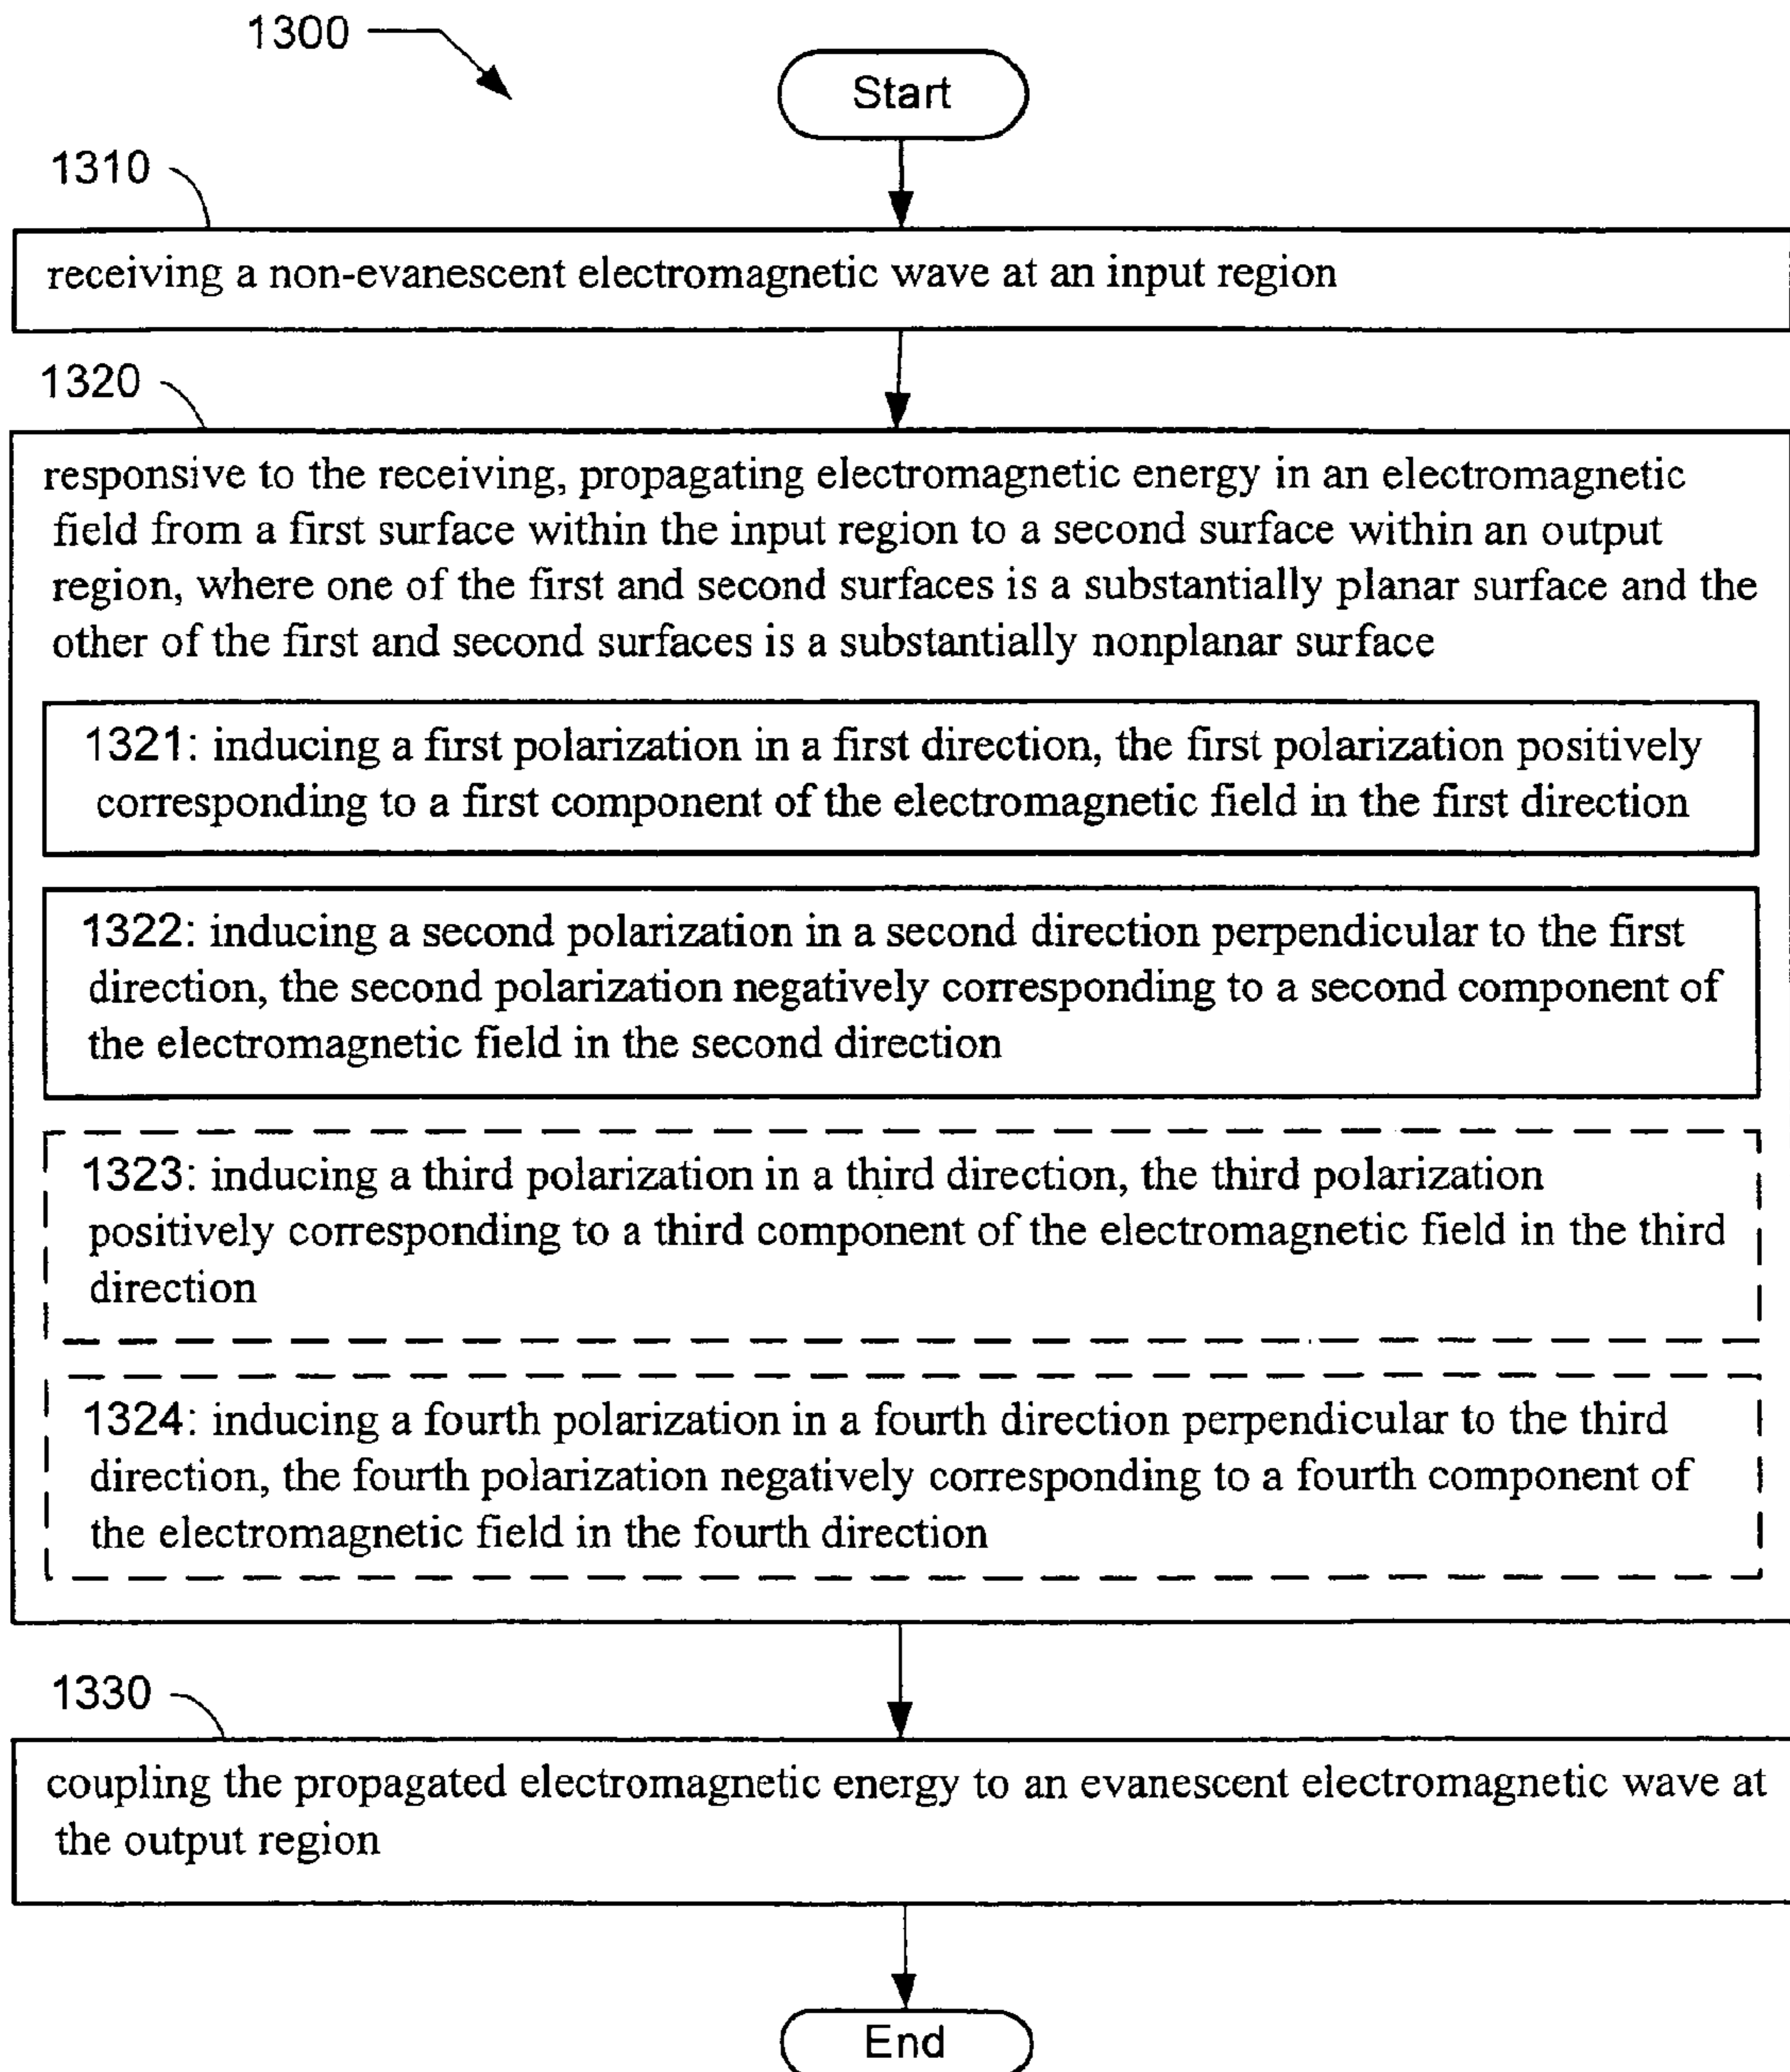 1300
Start
1310
receiving a non-evanescent electromagnetic wave at an input region
1320
responsive to the receiving, propagating electromagnetic energy in an electromagnetic
field from a first surface within the input region to a second surface within an output
region, where one of the first and second surfaces is a substantially planar surface and the
other of the first and second surfaces is a substantially nonplanar surface
1321: inducing a first polarization in a first direction, the first polarization positively
corresponding to a first component of the electromagnetic field in the first direction
1322: inducing a second polarization in a second direction perpendicular to the first
direction, the second polarization negatively corresponding to a second component of
the electromagnetic field in the second direction
1323: inducing a third polarization in a third direction, the third polarization
positively corresponding to a third component of the electromagnetic field in the third
direction
1324: inducing a fourth polarization in a fourth direction perpendicular to the third
direction, the fourth polarization negatively corresponding to a fourth component of
the electromagnetic field in the fourth direction
1330
coupling the propagated electromagnetic energy to an evanescent electromagnetic wave at
the output region
End